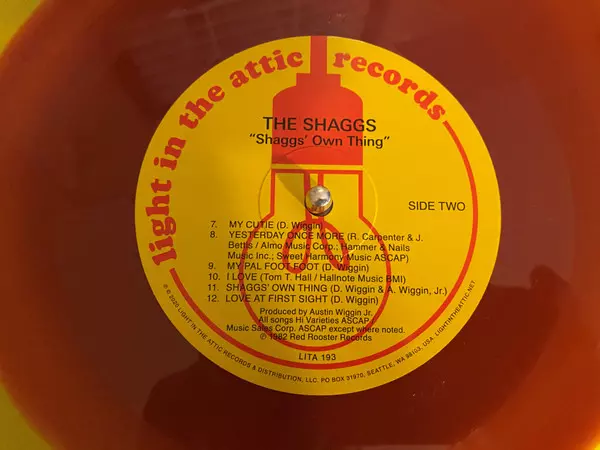 light in the attic records
THE SHAGGS
"Shaggs' Own Thing"
SIDE TWO
7. MY CUTIE (D. Wiggin)
8. YESTERDAY ONCE MORE (R. Carpenter & J.
Bettis / Almo Music Corp.; Hammer & Nails
Music Inc.; Sweet Harmony Music ASCAP)
9. MY PAL FOOT FOOT (D. Wiggin)
10. I LOVE (Tom T. Hall / Hallnote Music BMI)
11. SHAGGS' OWN THING (D. Wiggin & A. Wiggin, Jr.)
12. LOVE AT FIRST SIGHT (D. Wiggin)
Produced by Austin Wiggin Jr.
All songs Hi Varieties ASCAP /
Music Sales Corp. ASCAP except where noted.
℗ 1982 Red Rooster Records
LITA 193
℗ © 2020 LIGHT IN THE ATTIC RECORDS & DISTRIBUTION, LLC. PO BOX 31970, SEATTLE, WA 98103, USA. LIGHTINTHEATTIC.NET